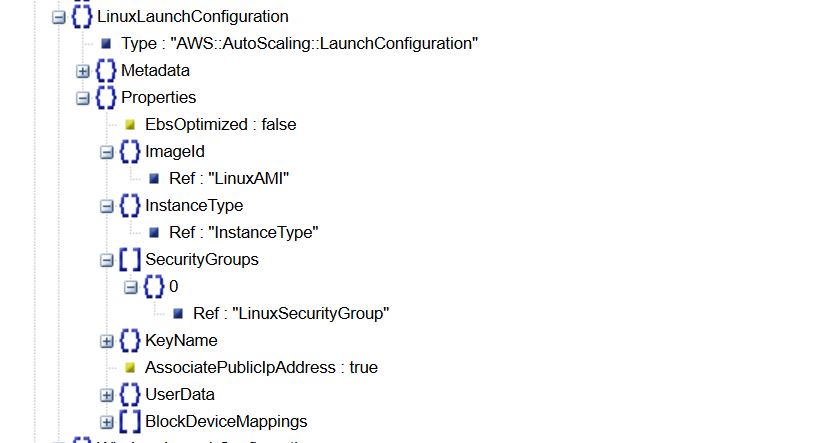 LinuxLaunchConfiguration
Type : "AWS::AutoScaling::LaunchConfiguration"
Metadata
Properties
EbsOptimized : false
ImageId
Ref : "LinuxAMI"
InstanceType
Ref : "InstanceType"
SecurityGroups
0
Ref : "LinuxSecurityGroup"
KeyName
AssociatePublicIpAddress : true
UserData
BlockDeviceMappings